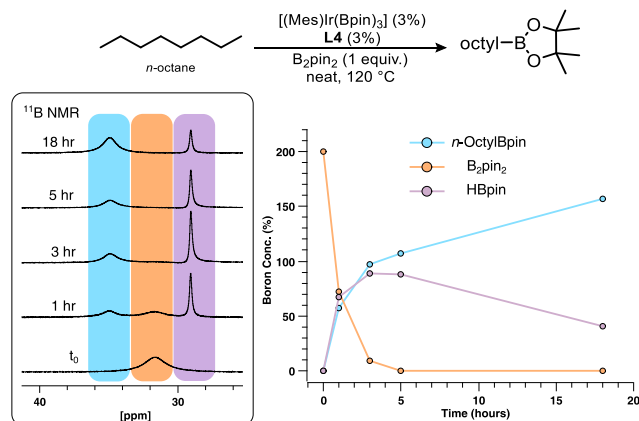 [(Mes)Ir(Bpin)₃] (3%)
L4 (3%)
B₂pin₂ (1 equiv.)
neat, 120 °C
n-octane
octyl
B
O
O
¹¹B NMR
18 hr
5 hr
3 hr
1 hr
t₀
40
30
[ppm]
n-OctylBpin
B₂pin₂
HBpin
Boron Conc. (%)
200
150
100
50
0
0
5
10
15
20
Time (hours)